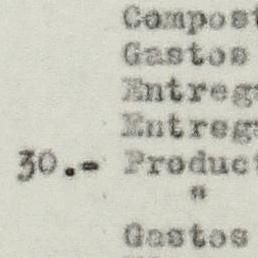 Compost
Gastos
Entreg
Entreg
30.- Product
"
Gastos